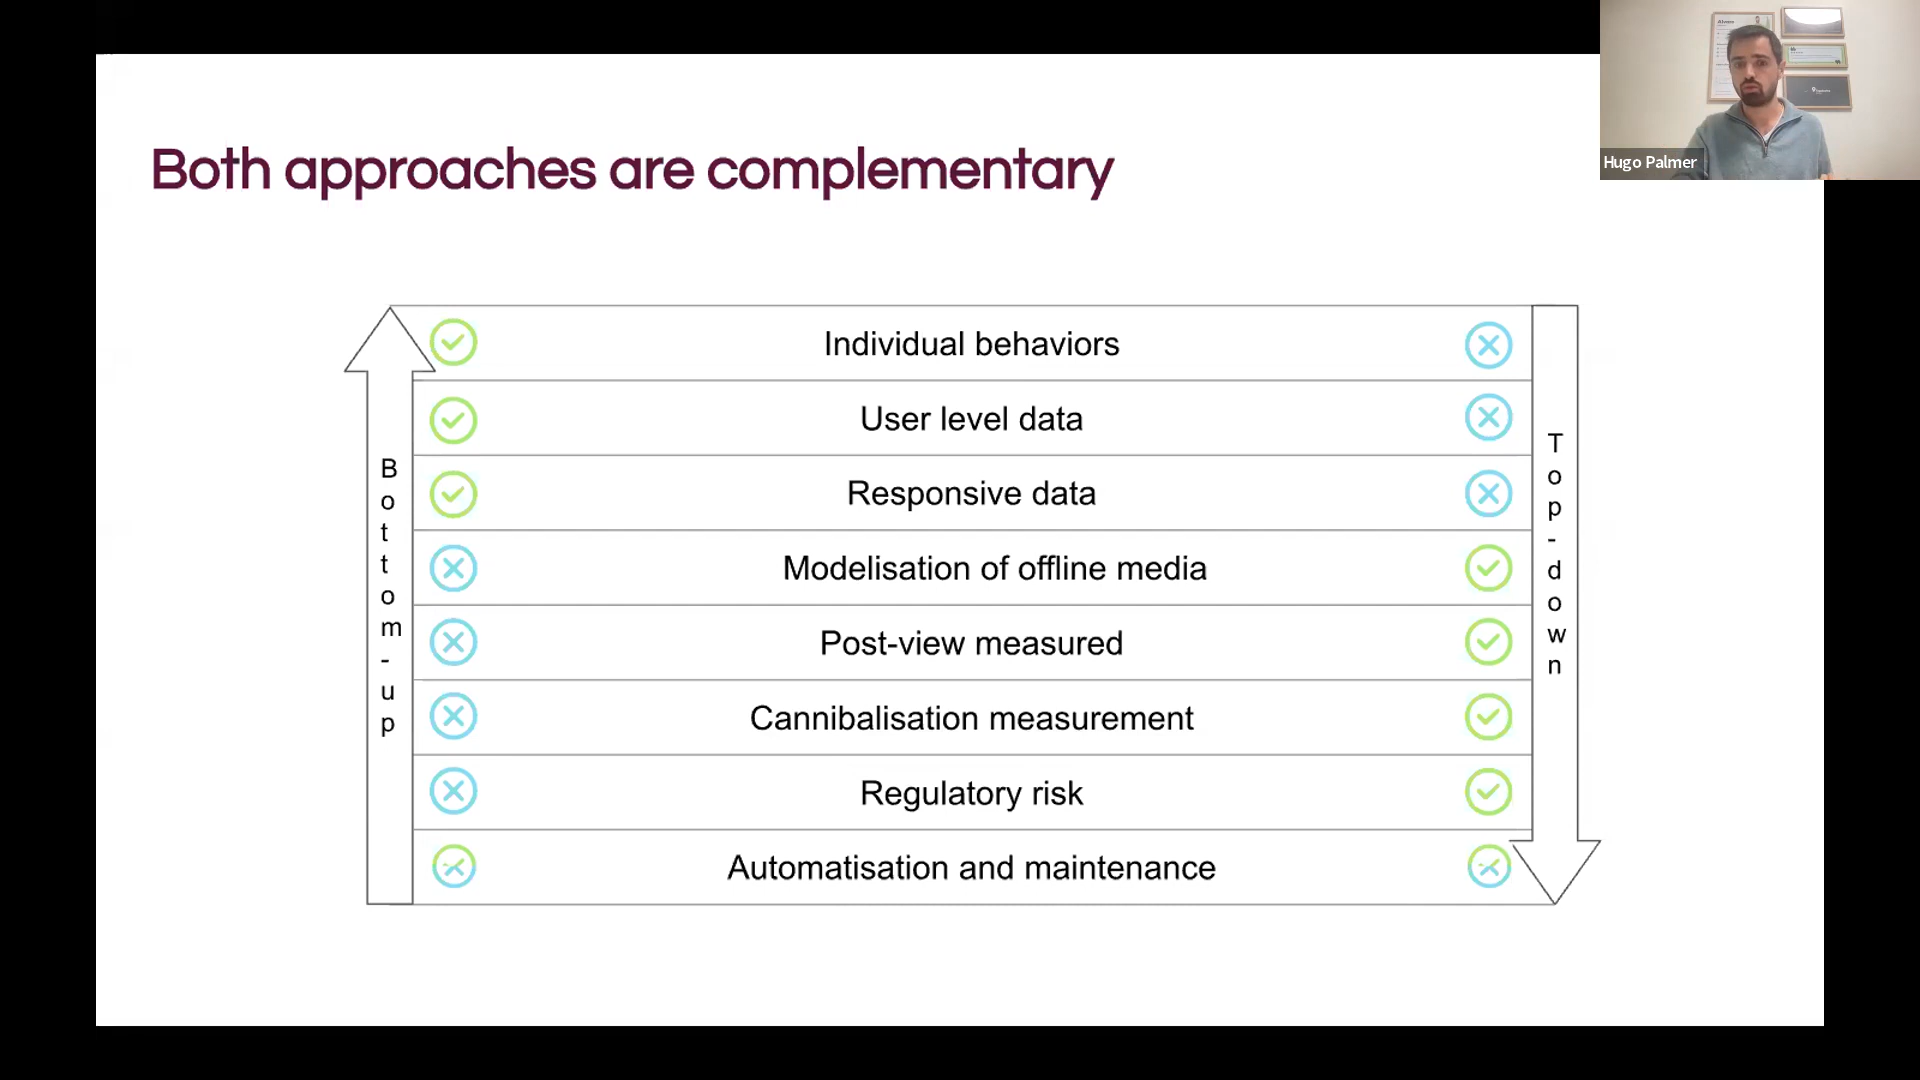 Both approaches are complementary
Hugo Palmer
Individual behaviors
User level data
Responsive data
Modelisation of offline media
Post-view measured
Cannibalisation measurement
Regulatory risk
Automatisation and maintenance
Bottom-up
Top-down